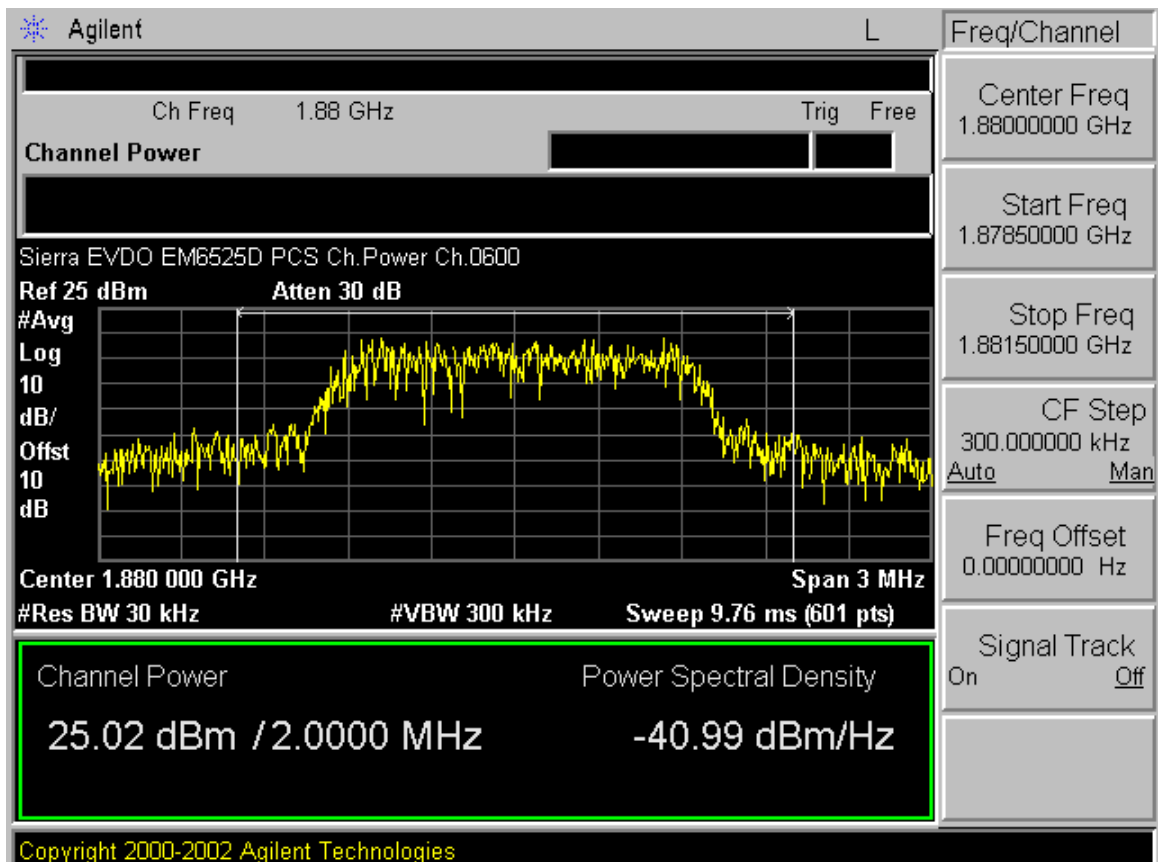 Agilent L
Freq/Channel
Ch Freq 1.88 GHz Trig Free
Channel Power
Center Freq
1.88000000 GHz
Start Freq
1.87850000 GHz
Stop Freq
1.88150000 GHz
CF Step
300.000000 kHz
Auto Man
Freq Offset
0.00000000 Hz
Signal Track
On Off
Sierra EVDO EM6525D PCS Ch.Power Ch.0600
Ref 25 dBm Atten 30 dB
#Avg
Log
10
dB/
Offst
10
dB
Center 1.880 000 GHz Span 3 MHz
#Res BW 30 kHz #VBW 300 kHz Sweep 9.76 ms (601 pts)
Channel Power Power Spectral Density
25.02 dBm / 2.0000 MHz -40.99 dBm/Hz
Copyright 2000-2002 Agilent Technologies